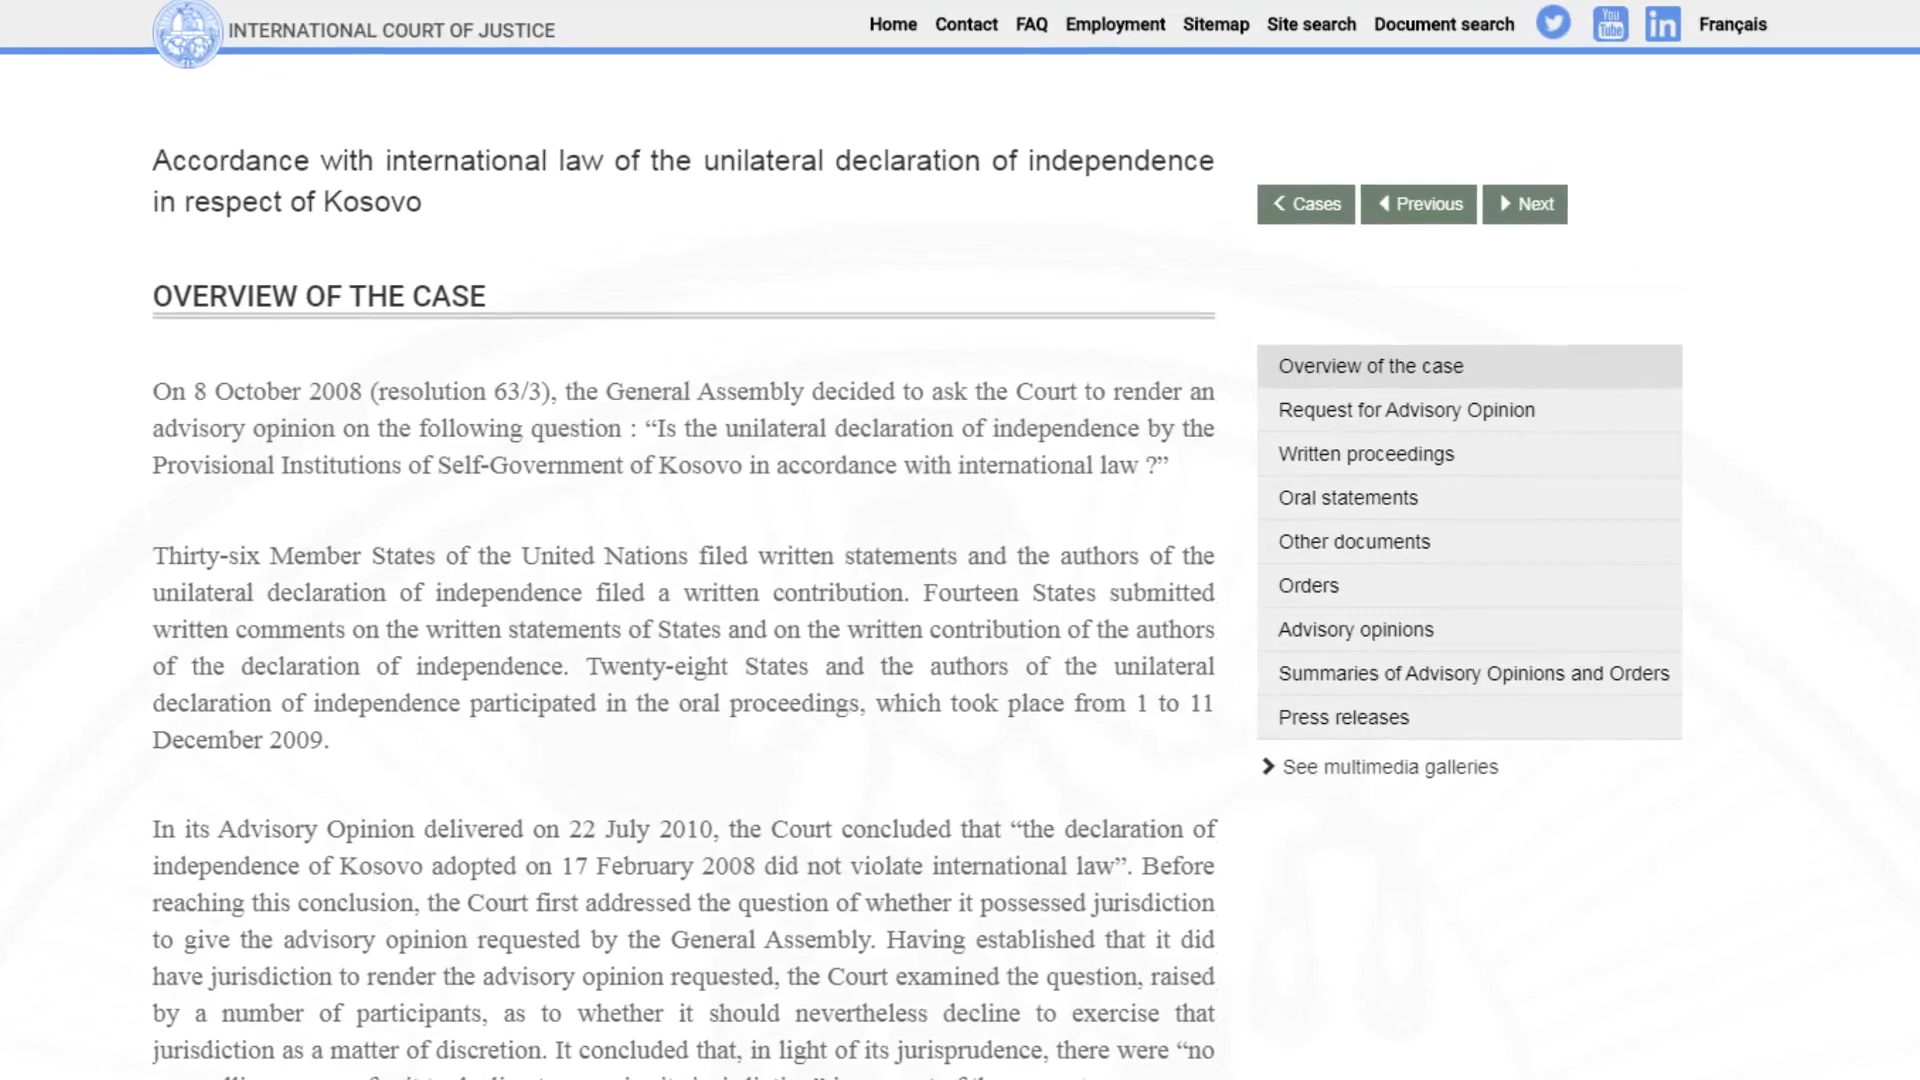 INTERNATIONAL COURT OF JUSTICE
Home Contact FAQ Employment Sitemap Site search Document search You Tube in Français
Accordance with international law of the unilateral declaration of independence
in respect of Kosovo
Cases Previous Next
OVERVIEW OF THE CASE
On 8 October 2008 (resolution 63/3), the General Assembly decided to ask the Court to render an
advisory opinion on the following question : “Is the unilateral declaration of independence by the
Provisional Institutions of Self-Government of Kosovo in accordance with international law ?”
Thirty-six Member States of the United Nations filed written statements and the authors of the
unilateral declaration of independence filed a written contribution. Fourteen States submitted
written comments on the written statements of States and on the written contribution of the authors
of the declaration of independence. Twenty-eight States and the authors of the unilateral
declaration of independence participated in the oral proceedings, which took place from 1 to 11
December 2009.
In its Advisory Opinion delivered on 22 July 2010, the Court concluded that “the declaration of
independence of Kosovo adopted on 17 February 2008 did not violate international law”. Before
reaching this conclusion, the Court first addressed the question of whether it possessed jurisdiction
to give the advisory opinion requested by the General Assembly. Having established that it did
have jurisdiction to render the advisory opinion requested, the Court examined the question, raised
by a number of participants, as to whether it should nevertheless decline to exercise that
jurisdiction as a matter of discretion. It concluded that, in light of its jurisprudence, there were “no
Overview of the case
Request for Advisory Opinion
Written proceedings
Oral statements
Other documents
Orders
Advisory opinions
Summaries of Advisory Opinions and Orders
Press releases
See multimedia galleries